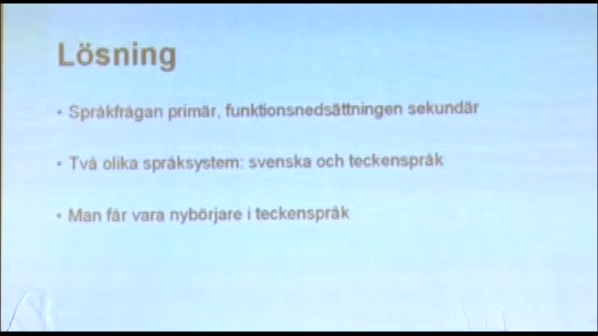 Lösning
• Språkfrågan primär, funktionsnedsättningen sekundär
• Två olika språksystem: svenska och teckenspråk
• Man får vara nybörjare i teckenspråk